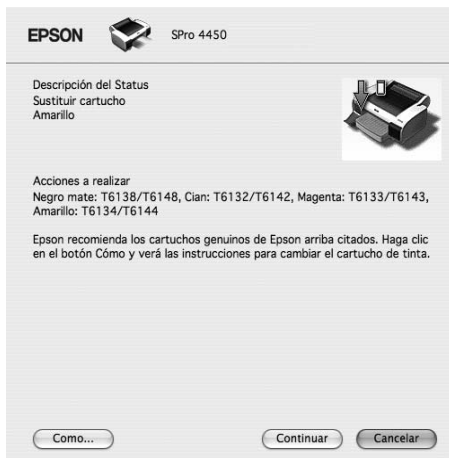 EPSON SPro 4450
Descripción del Status
Sustituir cartucho
Amarillo
Acciones a realizar
Negro mate: T6138/T6148, Cian: T6132/T6142, Magenta: T6133/T6143,
Amarillo: T6134/T6144
Epson recomienda los cartuchos genuinos de Epson arriba citados. Haga clic
en el botón Cómo y verá las instrucciones para cambiar el cartucho de tinta.
Como... Continuar Cancelar